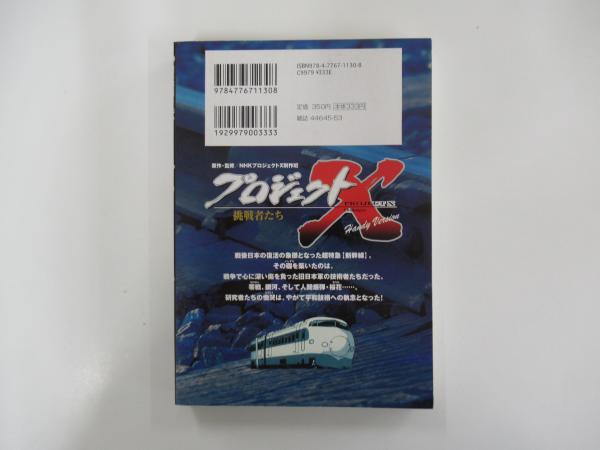 ISBN978-4-7767-1130-8
C9979 ¥333E
9784776711308
1929979003333
定価 350円 本体333円
雑誌 44645-53
原作・監修/NHKプロジェクトX制作班
プロジェクトX
挑戦者たち
Handy Version
戦後日本の復活の象徴となった超特急【新幹線】。
その礎を築いたのは、
戦争で心に深い傷を負った旧日本軍の技術者たちだった。
零戦、銀河、そして人間爆弾・桜花……。
研究者たちの慟哭は、やがて平和技術への執念となった!